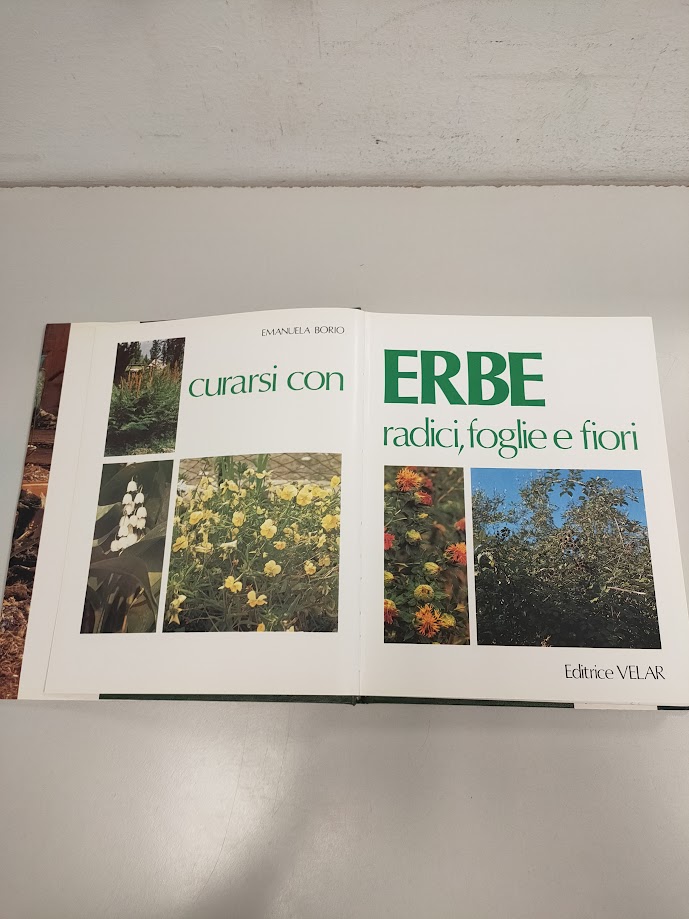 EMANUELA BORIO
curarsi con ERBE
radici, foglie e fiori
Editrice VELAR